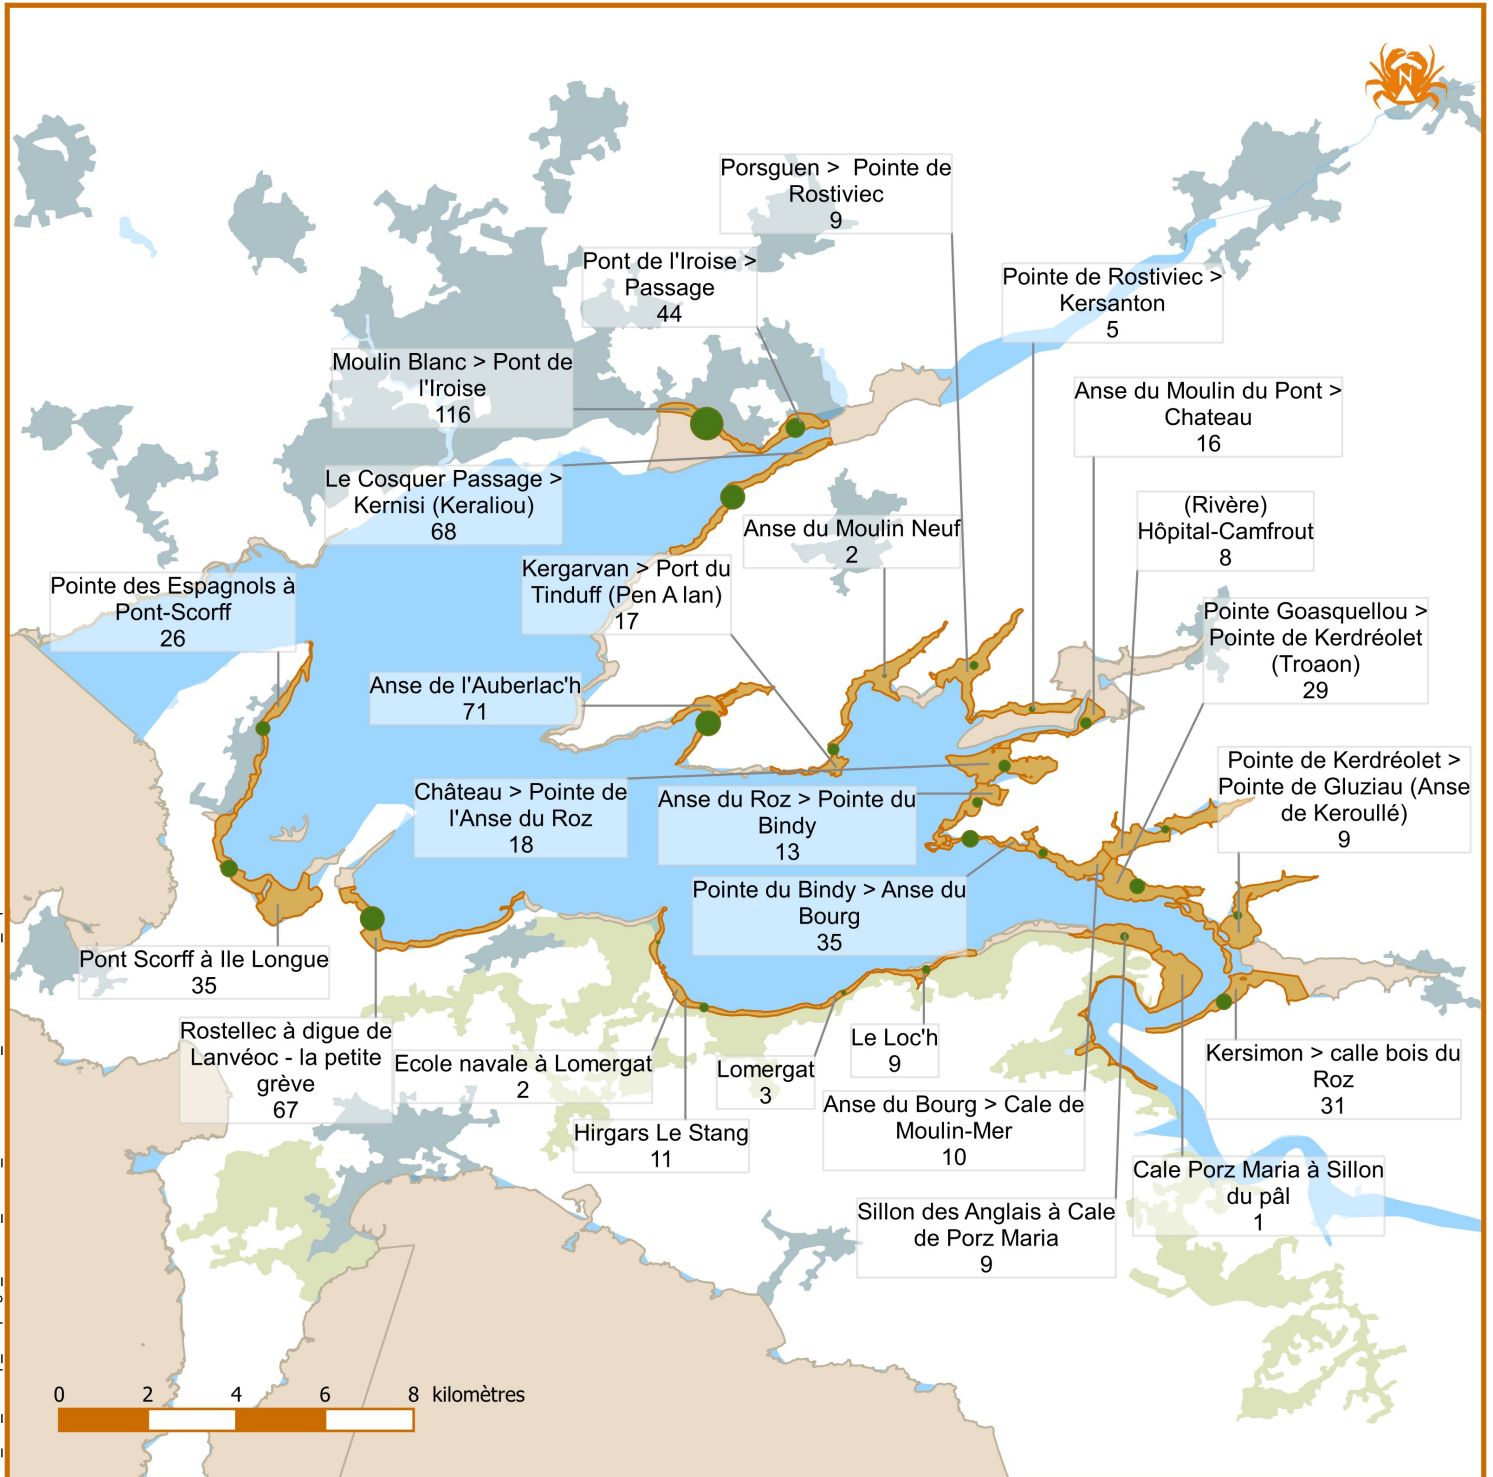 N
Porsguen > Pointe de
Rostiviec
9
Pont de l'Iroise >
Passage
44
Pointe de Rostiviec >
Kersanton
5
Moulin Blanc > Pont de
l'Iroise
116
Anse du Moulin du Pont >
Chateau
16
Le Cosquer Passage >
Kernisi (Keraliou)
68
(Rivère)
Hôpital-Camfrout
8
Anse du Moulin Neuf
2
Kergarvan > Port du
Tinduff (Pen A lan)
17
Pointe des Espagnols à
Pont-Scorff
26
Pointe Goasquellou >
Pointe de Kerdréolet
(Troaon)
29
Anse de l'Auberlac'h
71
Pointe de Kerdréolet >
Pointe de Gluziau (Anse
de Keroullé)
9
Château > Pointe de
l'Anse du Roz
18
Anse du Roz > Pointe du
Bindy
13
Pointe du Bindy > Anse du
Bourg
35
Pont Scorff à Ile Longue
35
Rostellec à digue de
Lanvéoc - la petite
grève
67
Ecole navale à Lomergat
2
Lomergat
3
Le Loc'h
9
Kersimon > calle bois du
Roz
31
Anse du Bourg > Cale de
Moulin-Mer
10
Hirgars Le Stang
11
Cale Porz Maria à Sillon
du pâl
1
Sillon des Anglais à Cale
de Porz Maria
9
0 2 4 6 8 kilomètres